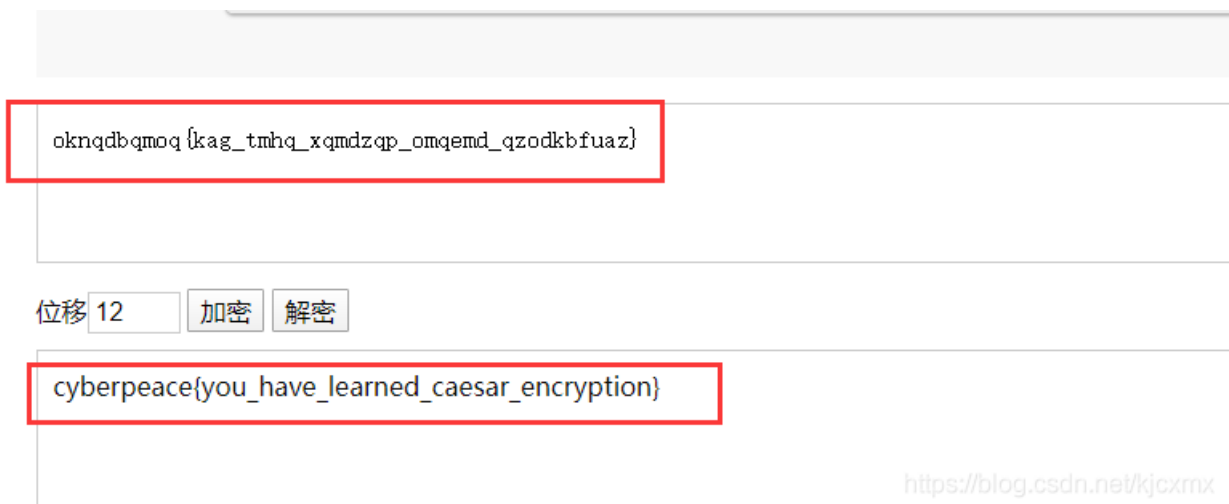 oknqdbqmoq{kag_tmhq_xqmdzqp_omqemd_qzodkbfuaz}
位移 12 加密 解密
cyberpeace{you_have_learned_caesar_encryption}
https://blog.csdn.net/kjcxmx